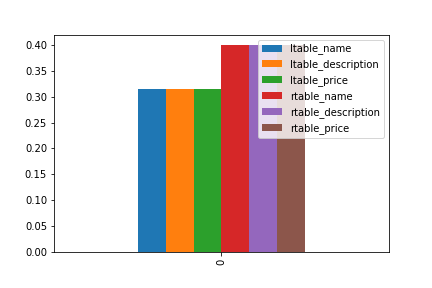 0.40
0.35
0.30
0.25
0.20
0.15
0.10
0.05
0.00
0
ltable_name
ltable_description
ltable_price
rtable_name
rtable_description
rtable_price